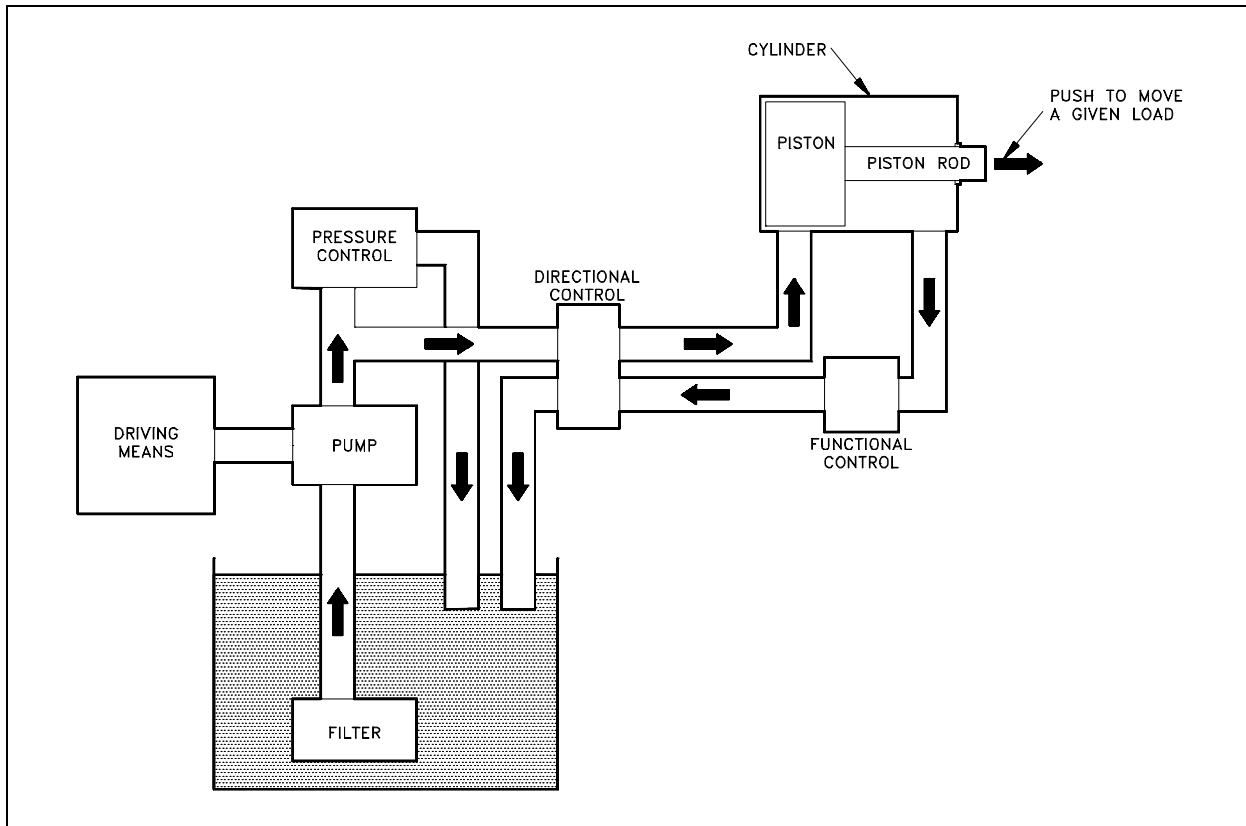 CYLINDER
PUSH TO MOVE
A GIVEN LOAD
PISTON
PISTON ROD
PRESSURE
CONTROL
DIRECTIONAL
CONTROL
DRIVING
MEANS
PUMP
FUNCTIONAL
CONTROL
FILTER